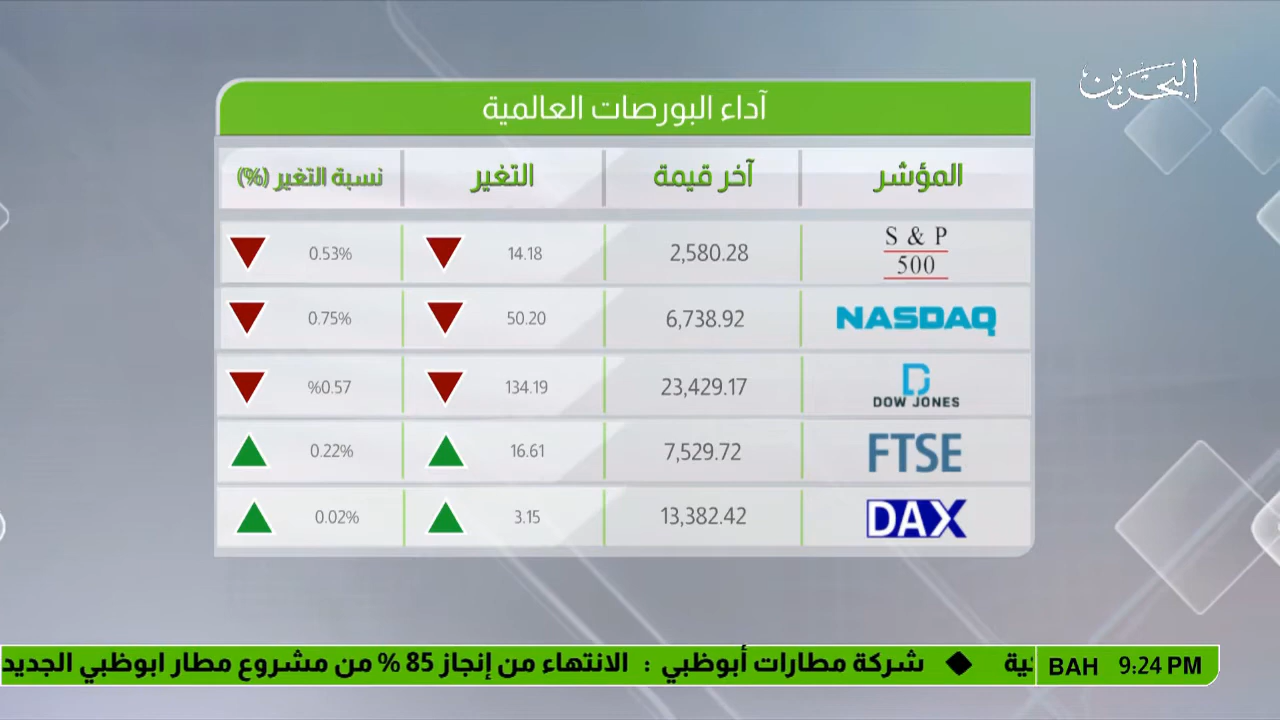 البحرين
آداء البورصات العالمية
المؤشر آخر قيمة التغير نسبة التغير (%)
S & P 500 2,580.28 14.18 0.53%
NASDAQ 6,738.92 50.20 0.75%
DOW JONES 23,429.17 134.19 %0.57
FTSE 7,529.72 16.61 0.22%
DAX 13,382.42 3.15 0.02%
شركة مطارات أبوظبي : الانتهاء من إنجاز 85 % من مشروع مطار ابوظبي الجديد
BAH 9:24 PM